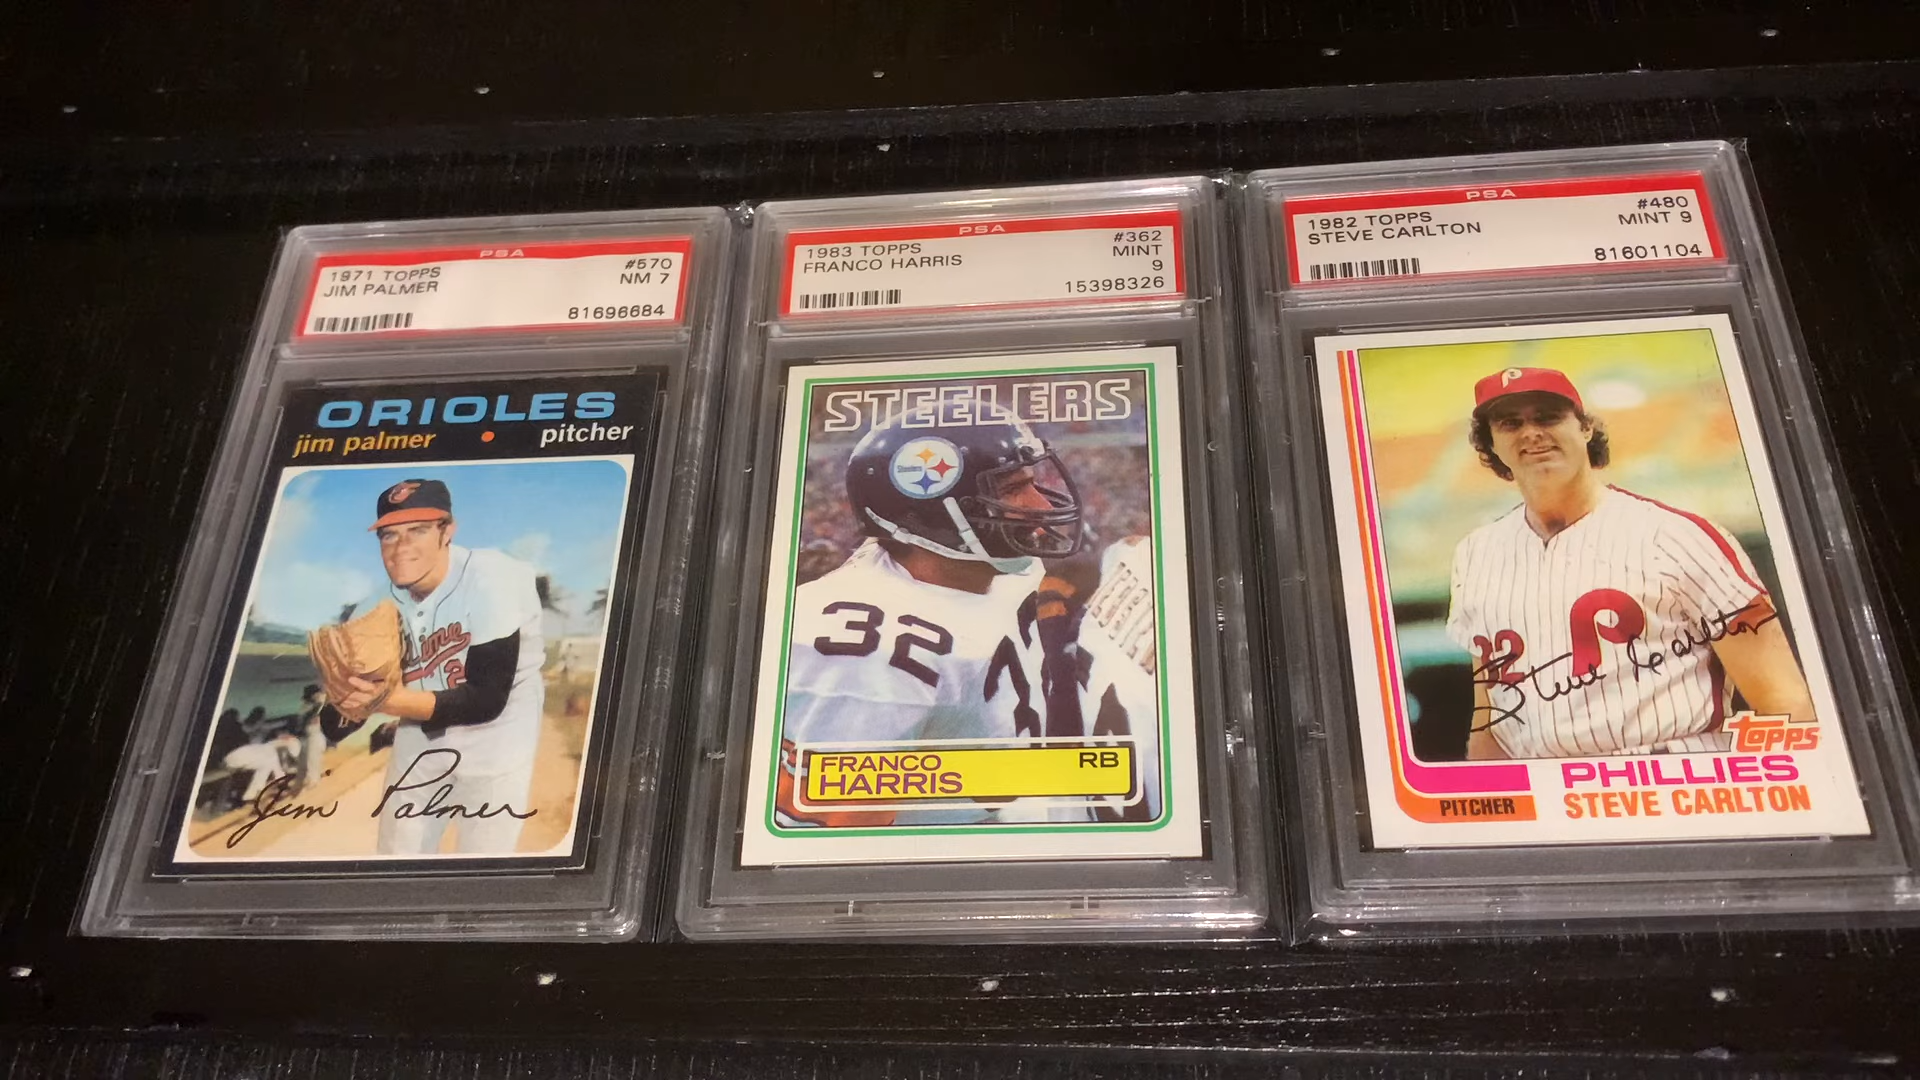 PSA
1971 TOPPS #570
JIM PALMER NM 7
81696684
ORIOLES
jim palmer • pitcher
2
Jim Palmer
PSA
1983 TOPPS #362
FRANCO HARRIS MINT
9
15398326
STEELERS
Steelers
32
FRANCO RB
HARRIS
PSA
1982 TOPPS #480
STEVE CARLTON MINT 9
81601104
P
P
32
Steve Carlton
topps
PHILLIES
PITCHER STEVE CARLTON